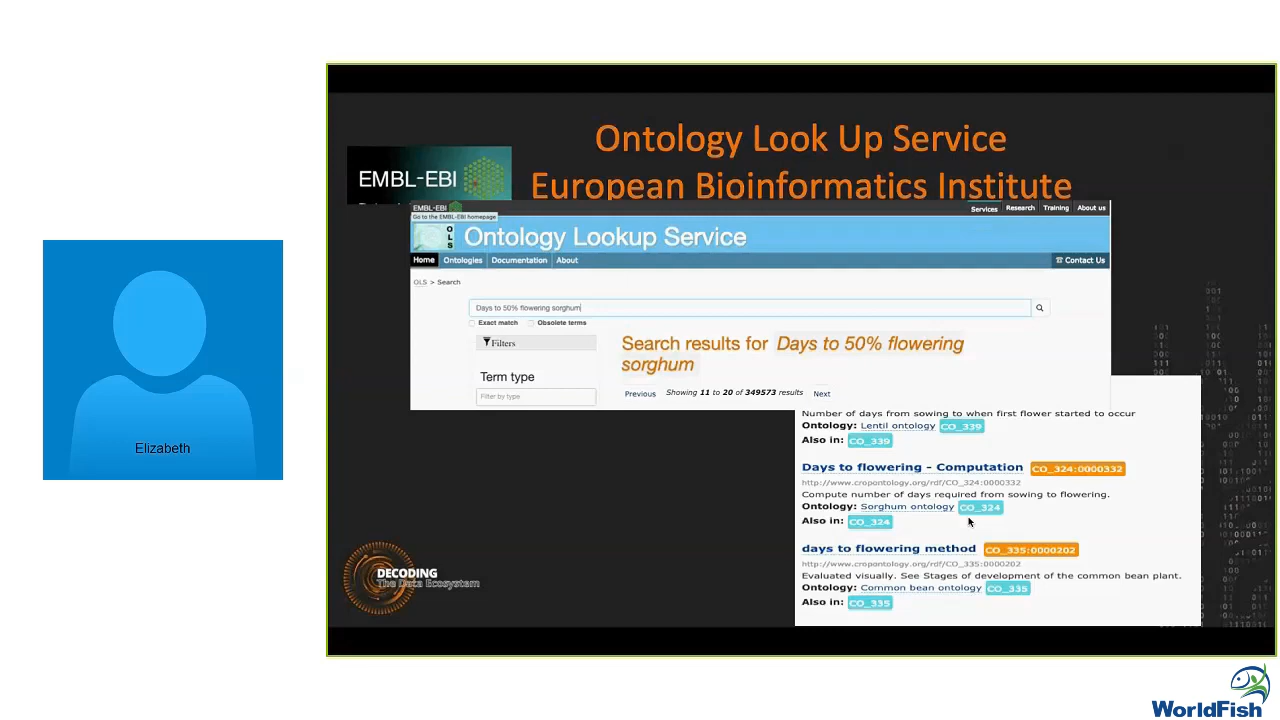 Ontology Look Up Service
European Bioinformatics Institute
EMBL-EBI
EMBL-EBI
Go to the EMBL-EBI homepage
Services Research Training About us
OLS
Ontology Lookup Service
Home Ontologies Documentation About Contact Us
OLS > Search
Days to 50% flowering sorghum
Exact match Obsolete terms
Filters
Search results for Days to 50% flowering
sorghum
Term type
Filter by type
Previous Showing 11 to 20 of 349573 results Next
Number of days from sowing to when first flower started to occur
Ontology: Lentil ontology CO_339
Also in: CO_339
Days to flowering - Computation CO_324:0000332
http://www.cropontology.org/rdf/CO_324:0000332
Compute number of days required from sowing to flowering.
Ontology: Sorghum ontology CO_324
Also in: CO_324
days to flowering method CO_335:0000202
http://www.cropontology.org/rdf/CO_335:0000202
Evaluated visually. See Stages of development of the common bean plant.
Ontology: Common bean ontology CO_335
Also in: CO_335
Elizabeth
DECODING
The Data Ecosystem
WorldFish